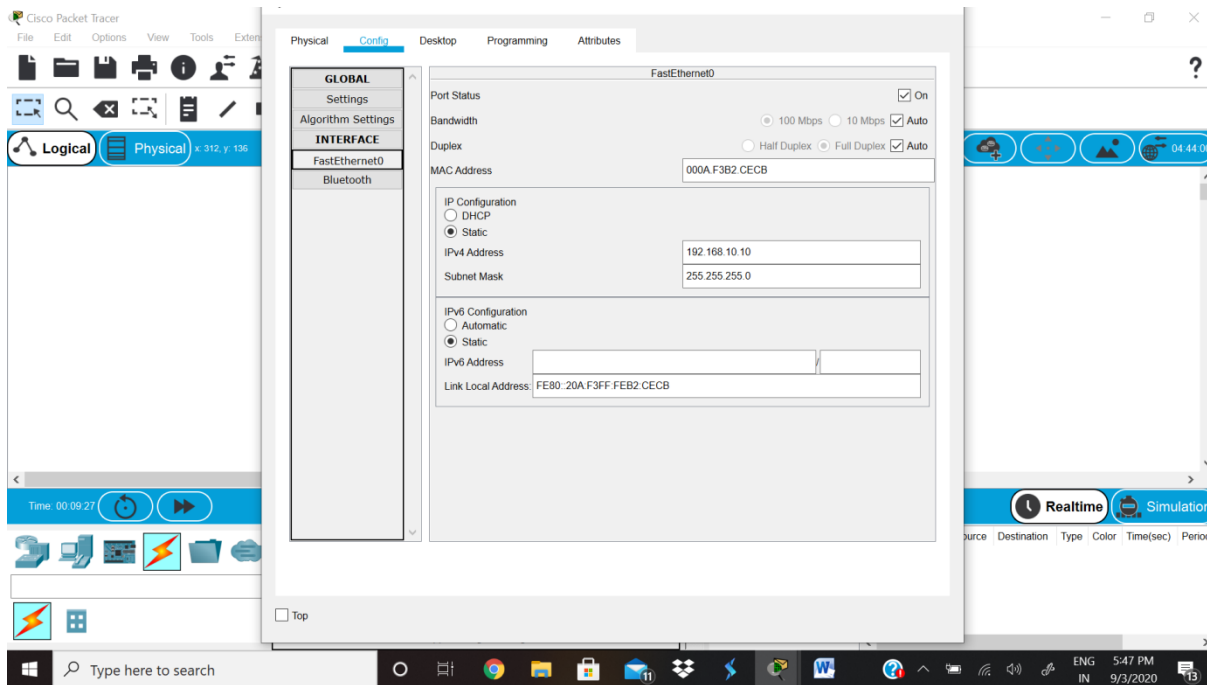 Cisco Packet Tracer
File Edit Options View Tools
Physical Config Desktop Programming Attributes
GLOBAL
Settings
Algorithm Settings
INTERFACE
FastEthernet0
Bluetooth
FastEthernet0
Port Status On
Bandwidth 100 Mbps 10 Mbps Auto
Duplex Half Duplex Full Duplex Auto
MAC Address 000A.F3B2.CECB
IP Configuration
DHCP
Static
IPv4 Address 192.168.10.10
Subnet Mask 255.255.255.0
IPv6 Configuration
Automatic
Static
IPv6 Address /
Link Local Address: FE80::20A:F3FF:FEB2:CECB
Top
?
Logical Physical x: 312, y: 136
04:44:00
Time: 00:09:27
Realtime Simulation
Destination Type Color Time(sec)
Type here to search
11
ENG 5:47 PM
IN 9/3/2020
13